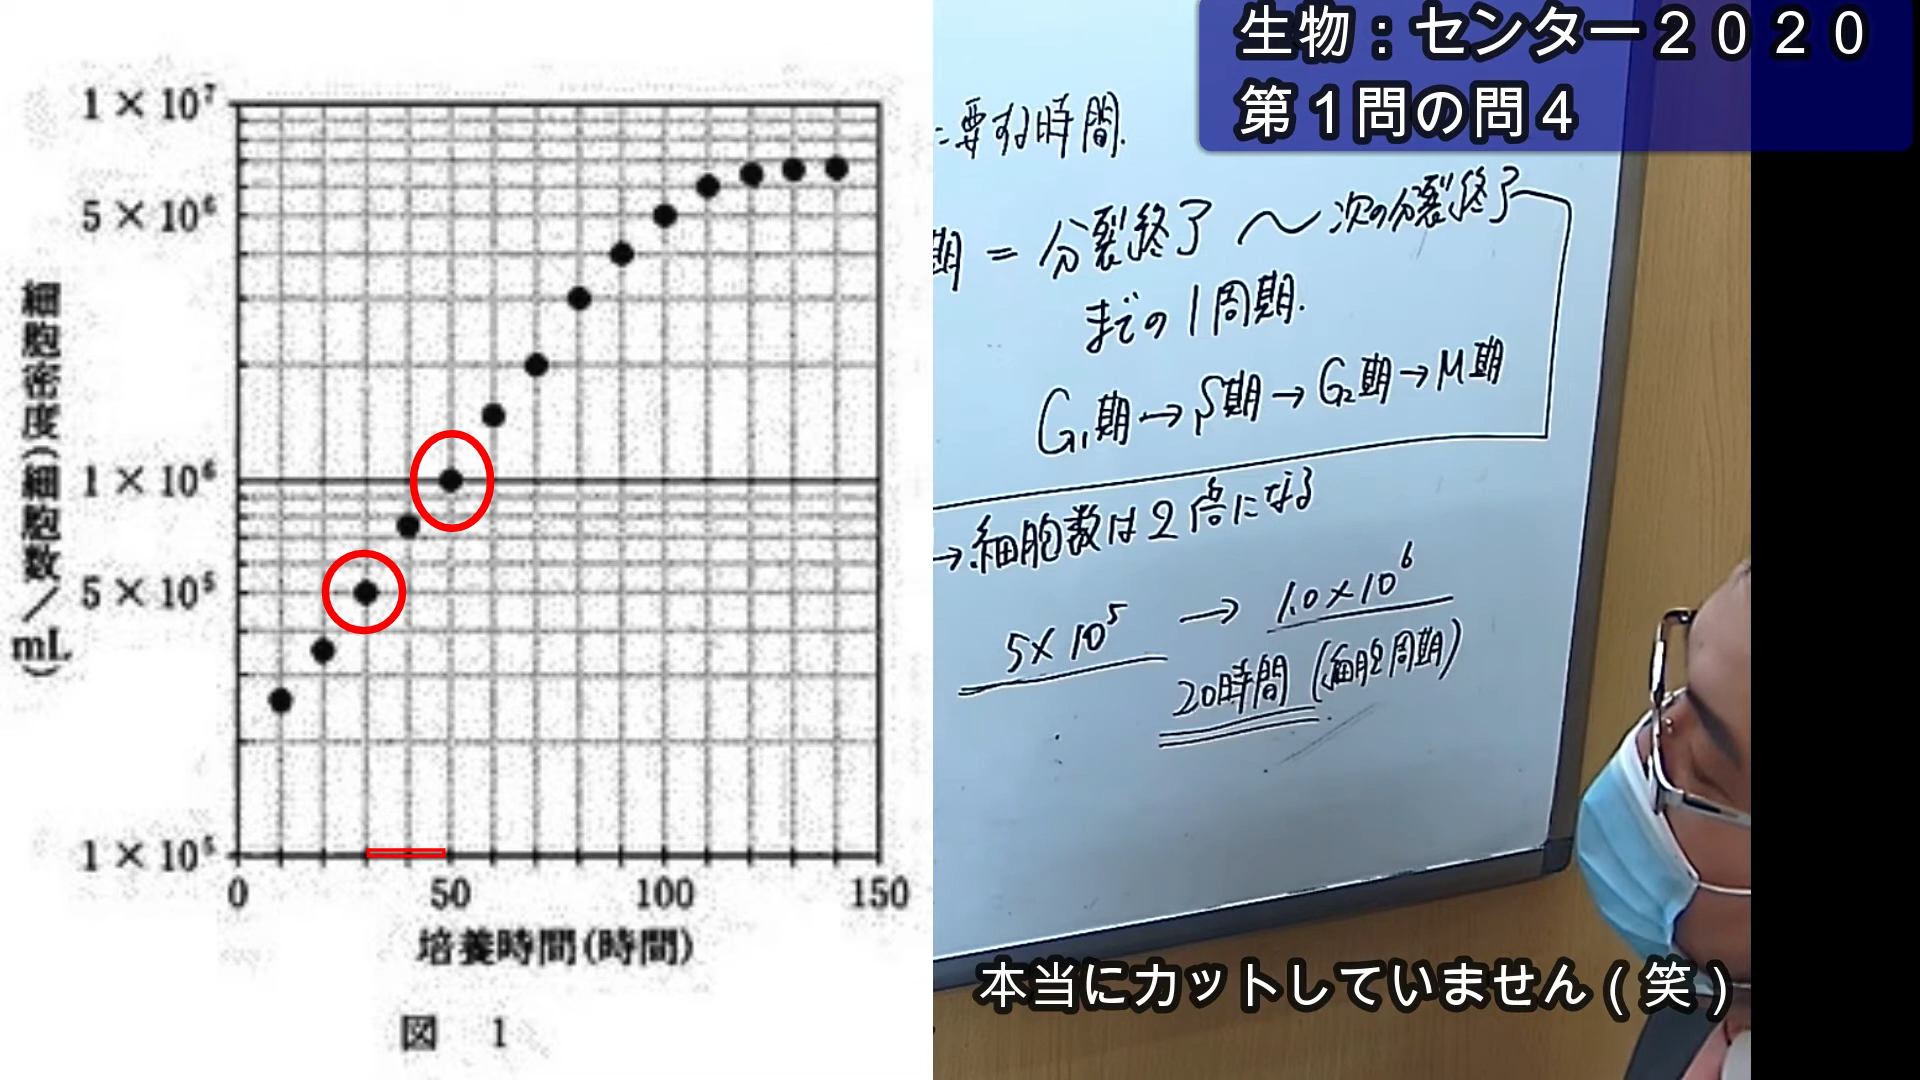 1×10⁷
5×10⁶
1×10⁶
5×10⁵
1×10⁵
細胞密度(細胞数/mL)
0 50 100 150
培養時間(時間)
図 1
生物：センター２０２０
第１問の問４
に要する時間.
期 = 分裂終了 〜 次の分裂終了
までの1周期.
G₁期→S期→G₂期→M期
→細胞数は2倍になる
5×10⁵ → 1.0×10⁶
20時間 (細胞周期)
本当にカットしていません(笑)